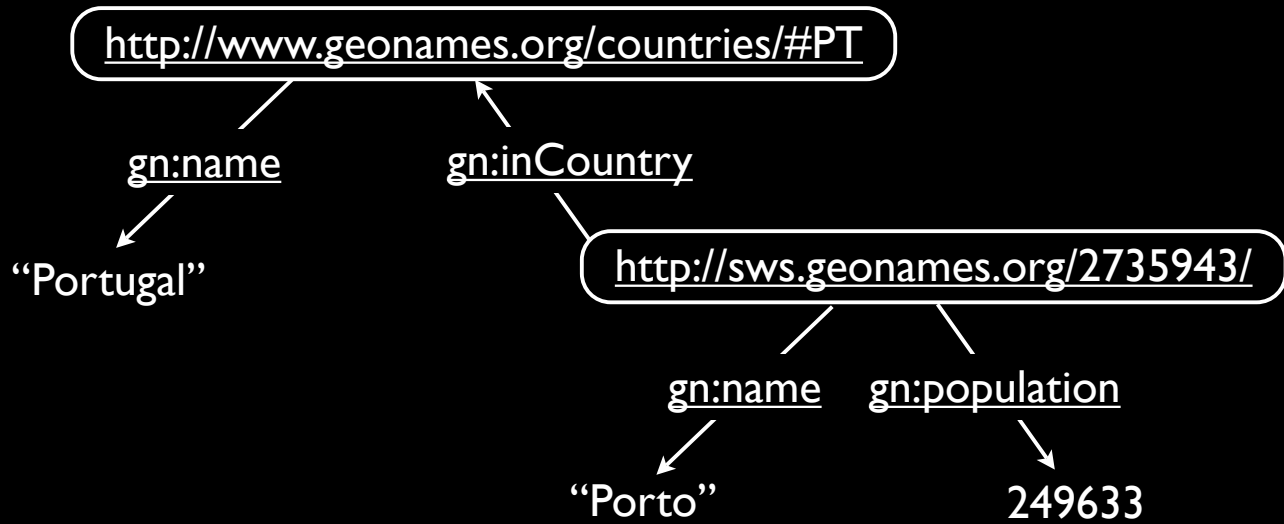 http://www.geonames.org/countries/#PT
gn:name gn:inCountry
“Portugal”
http://sws.geonames.org/2735943/
gn:name gn:population
“Porto” 249633